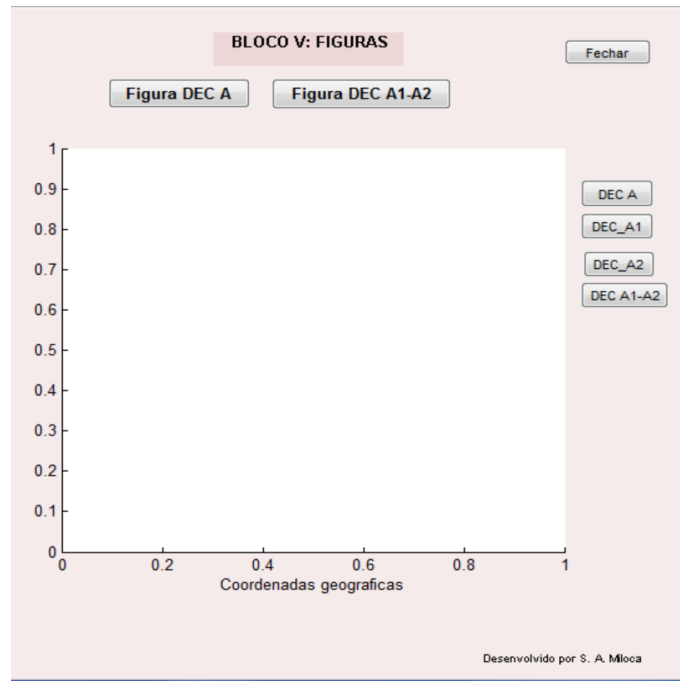 BLOCO V: FIGURAS
Fechar
Figura DEC A
Figura DEC A1-A2
1
0.9
0.8
0.7
0.6
0.5
0.4
0.3
0.2
0.1
0
DEC A
DEC_A1
DEC_A2
DEC A1-A2
0 0.2 0.4 0.6 0.8 1
Coordenadas geograficas
Desenvolvido por S. A. Miloca